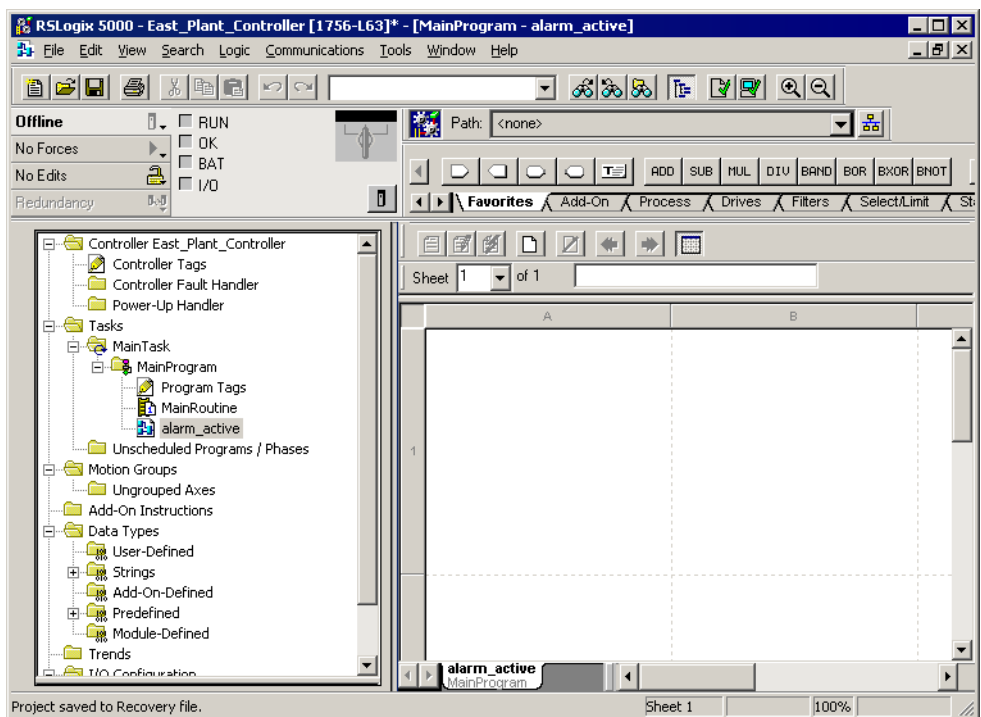 RSLogix 5000 - East_Plant_Controller [1756-L63]* - [MainProgram - alarm_active]
File Edit View Search Logic Communications Tools Window Help
Offline
RUN
No Forces
OK
BAT
No Edits
I/O
Redundancy
Path: <none>
ADD SUB MUL DIV BAND BOR BXOR BNOT
Favorites Add-On Process Drives Filters Select/Limit
Controller East_Plant_Controller
Controller Tags
Controller Fault Handler
Power-Up Handler
Tasks
MainTask
MainProgram
Program Tags
MainRoutine
alarm_active
Unscheduled Programs / Phases
Motion Groups
Ungrouped Axes
Add-On Instructions
Data Types
User-Defined
Strings
Add-On-Defined
Predefined
Module-Defined
Trends
I/O Configuration
Sheet 1 of 1
A B
1
alarm_active
MainProgram
Project saved to Recovery file.
Sheet 1
100%